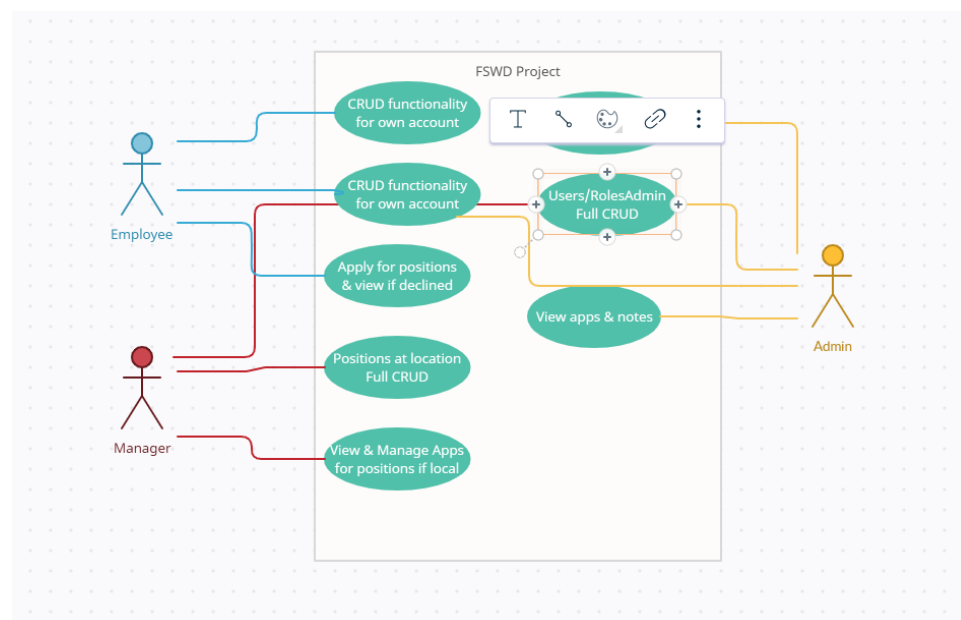 FSWD Project
CRUD functionality
for own account
T
CRUD functionality
for own account
Users/RolesAdmin
Full CRUD
Employee
Apply for positions
& view if declined
View apps & notes
Admin
Positions at location
Full CRUD
Manager
View & Manage Apps
for positions if local